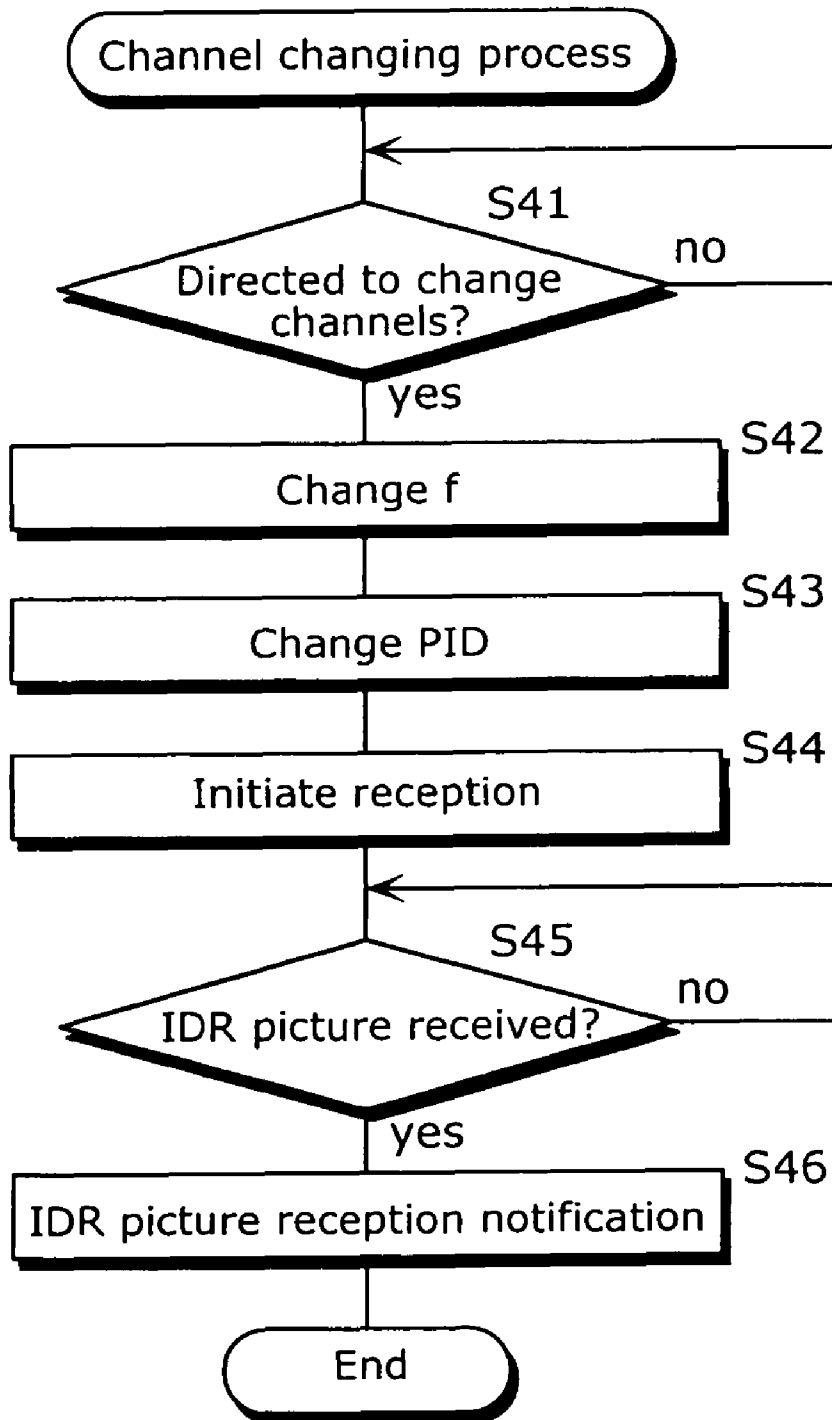 Channel changing process
S41
Directed to change
channels?
no
yes
S42
Change f
S43
Change PID
S44
Initiate reception
S45
IDR picture received?
no
yes
S46
IDR picture reception notification
End